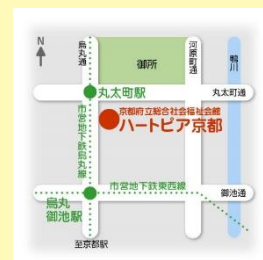 N
烏丸通
御所
河原町通
鴨川
丸太町駅
丸太町通
京都府立総合社会福祉会館
ハートピア京都
市営地下鉄烏丸線
市営地下鉄東西線
烏丸
御池駅
御池通
至京都駅